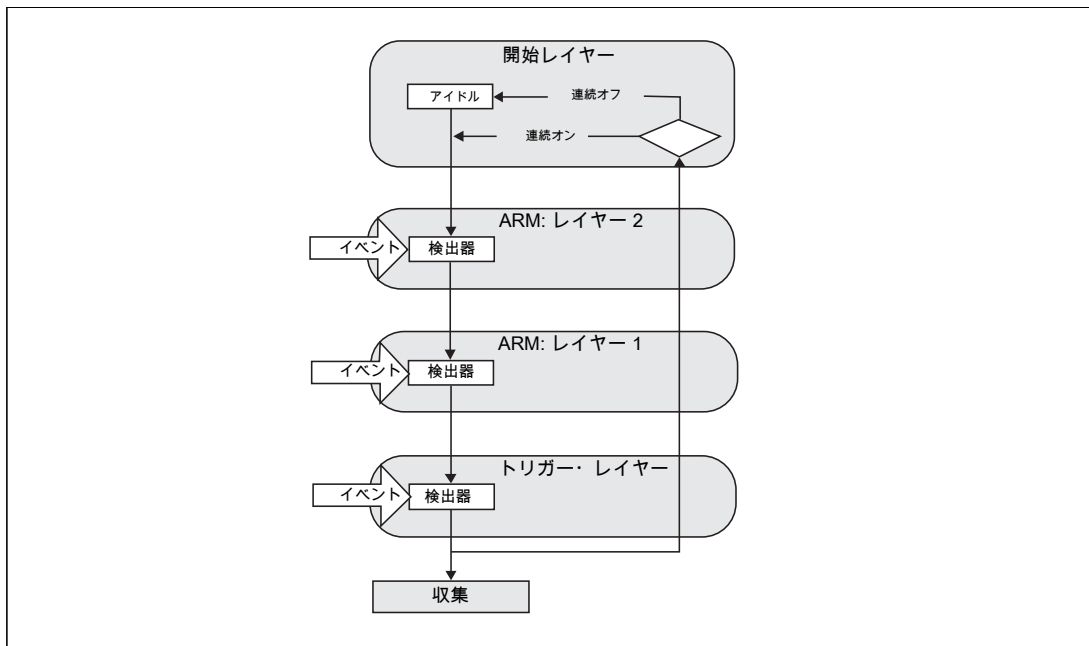 開始レイヤー
アイドル
連続オフ
連続オン
ARM: レイヤー 2
イベント
検出器
ARM: レイヤー 1
イベント
検出器
トリガー・レイヤー
イベント
検出器
収集